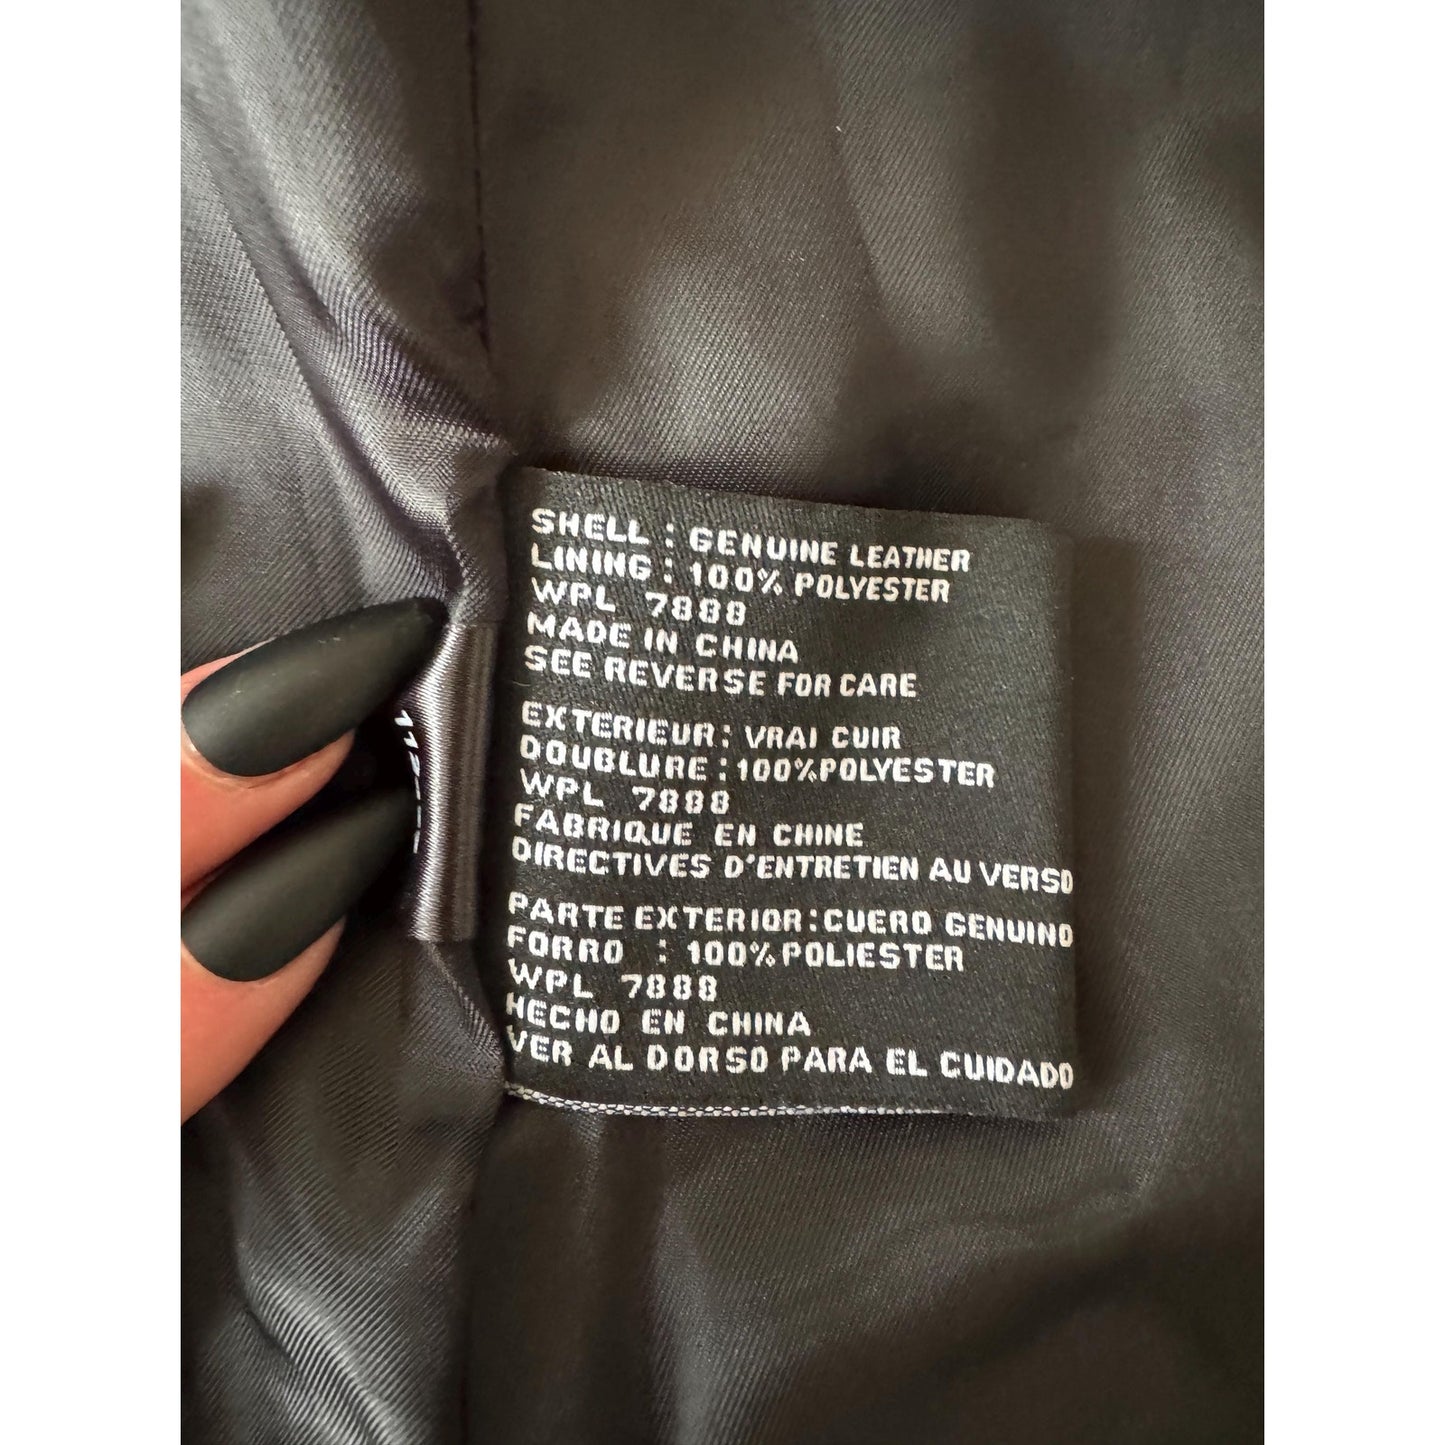 SHELL : GENUINE LEATHER
LINING : 100% POLYESTER
WPL 7888
MADE IN CHINA
SEE REVERSE FOR CARE
EXTERIEUR : VRAI CUIR
DOUBLURE : 100%POLYESTER
WPL 7888
FABRIQUE EN CHINE
DIRECTIVES D'ENTRETIEN AU VERSO
PARTE EXTERIOR : CUERO GENUINO
FORRO : 100% POLIESTER
WPL 7888
HECHO EN CHINA
VER AL DORSO PARA EL CUIDADO